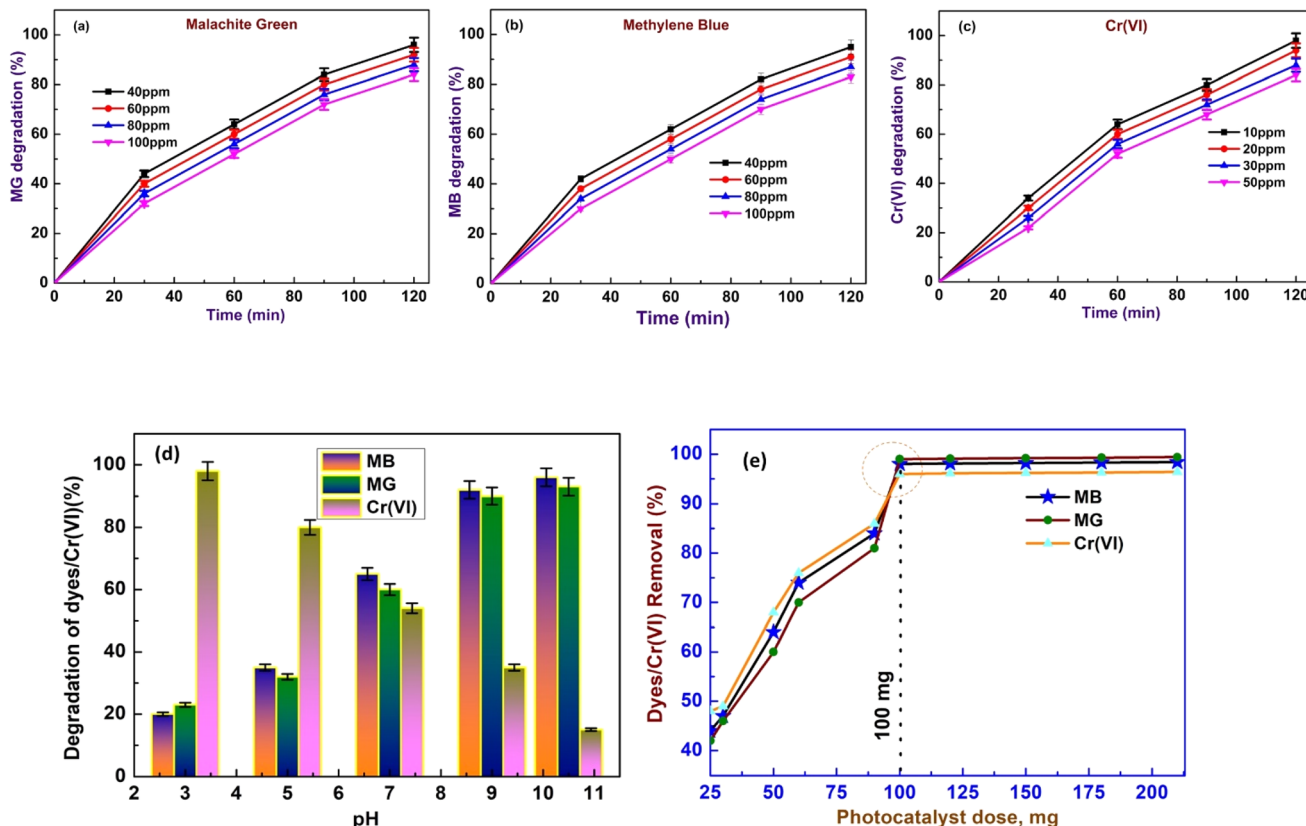 (a) Malachite Green
MG degradation (%)
100
80
60
40
20
0
40ppm
60ppm
80ppm
100ppm
0 20 40 60 80 100 120
Time (min)
(b) Methylene Blue
MB degradation (%)
100
80
60
40
20
0
40ppm
60ppm
80ppm
100ppm
0 20 40 60 80 100 120
Time (min)
(c) Cr(VI)
Cr(VI) degradation (%)
100
80
60
40
20
0
10ppm
20ppm
30ppm
50ppm
0 20 40 60 80 100 120
Time (min)
(d)
Degradation of dyes/Cr(VI)(%)
100
80
60
40
20
0
MB
MG
Cr(VI)
2 3 4 5 6 7 8 9 10 11
pH
(e)
Dyes/Cr(VI) Removal (%)
100
90
80
70
60
50
40
MB
MG
Cr(VI)
100 mg
25 50 75 100 125 150 175 200
Photocatalyst dose, mg